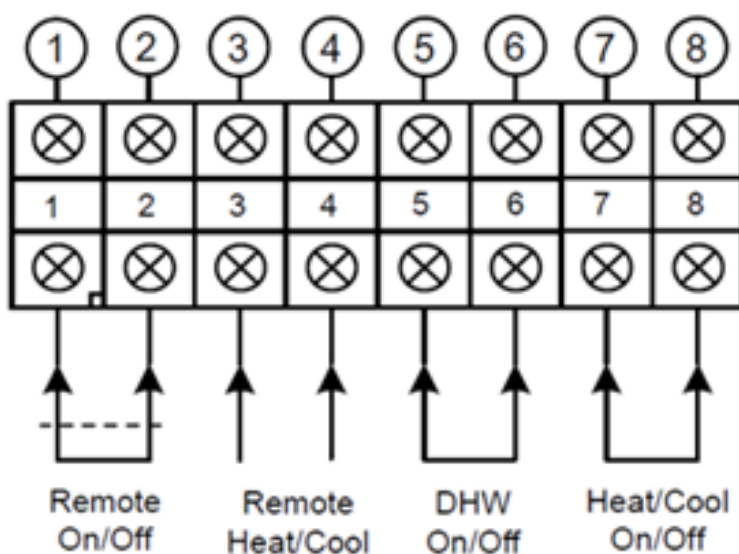 1 2 3 4 5 6 7 8
1 2 3 4 5 6 7 8
Remote On/Off
Remote Heat/Cool
DHW On/Off
Heat/Cool On/Off